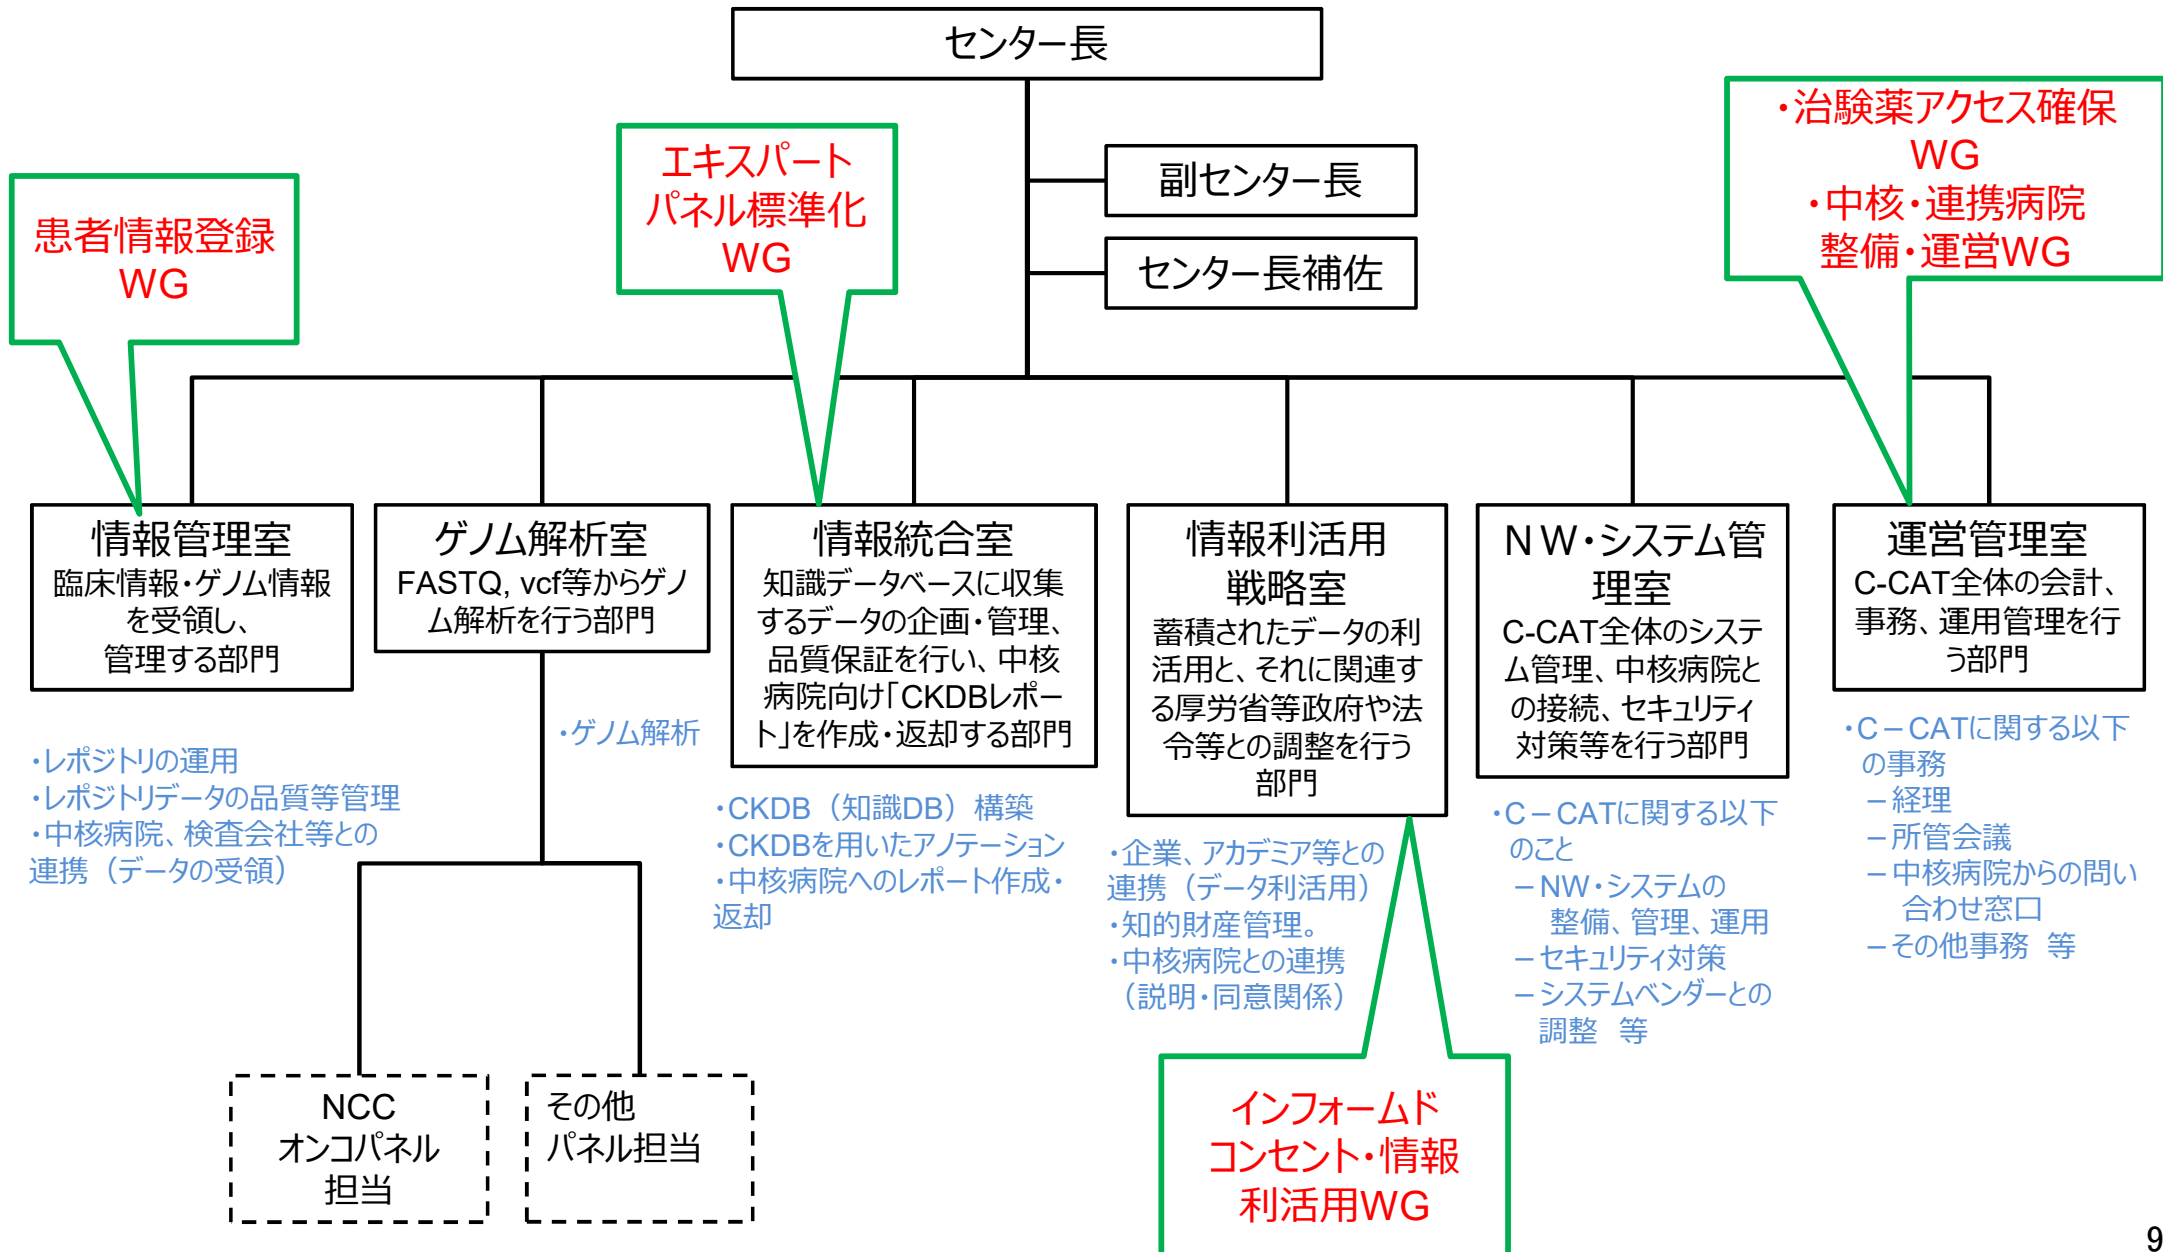 センター長
・治験薬アクセス確保
WG
・中核・連携病院
整備・運営WG
エキスパート
パネル標準化
WG
副センター長
患者情報登録
WG
センター長補佐
情報管理室
臨床情報・ゲノム情報
を受領し、
管理する部門
・レポジトリの運用
・レポジトリデータの品質等管理
・中核病院、検査会社等との
連携（データの受領）
ゲノム解析室
FASTQ, vcf等からゲノ
ム解析を行う部門
・ゲノム解析
NCC
オンコパネル
担当
その他
パネル担当
情報統合室
知識データベースに収集
するデータの企画・管理、
品質保証を行い、中核
病院向け「CKDBレポー
ト」を作成・返却する部門
・CKDB（知識DB）構築
・CKDBを用いたアノテーション
・中核病院へのレポート作成・
返却
情報利活用
戦略室
蓄積されたデータの利
活用と、それに関連す
る厚労省等政府や法
令等との調整を行う
部門
・企業、アカデミア等との
連携（データ利活用）
・知的財産管理。
・中核病院との連携
（説明・同意関係）
インフォームド
コンセント・情報
利活用WG
ＮＷ・システム管
理室
C-CAT全体のシステ
ム管理、中核病院と
の接続、セキュリティ
対策等を行う部門
・C－CATに関する以下
のこと
－NW・システムの
整備、管理、運用
－セキュリティ対策
－システムベンダーとの
調整　等
運営管理室
C-CAT全体の会計、
事務、運用管理を行
う部門
・C－CATに関する以下
の事務
－経理
－所管会議
－中核病院からの問い
合わせ窓口
－その他事務　等
9